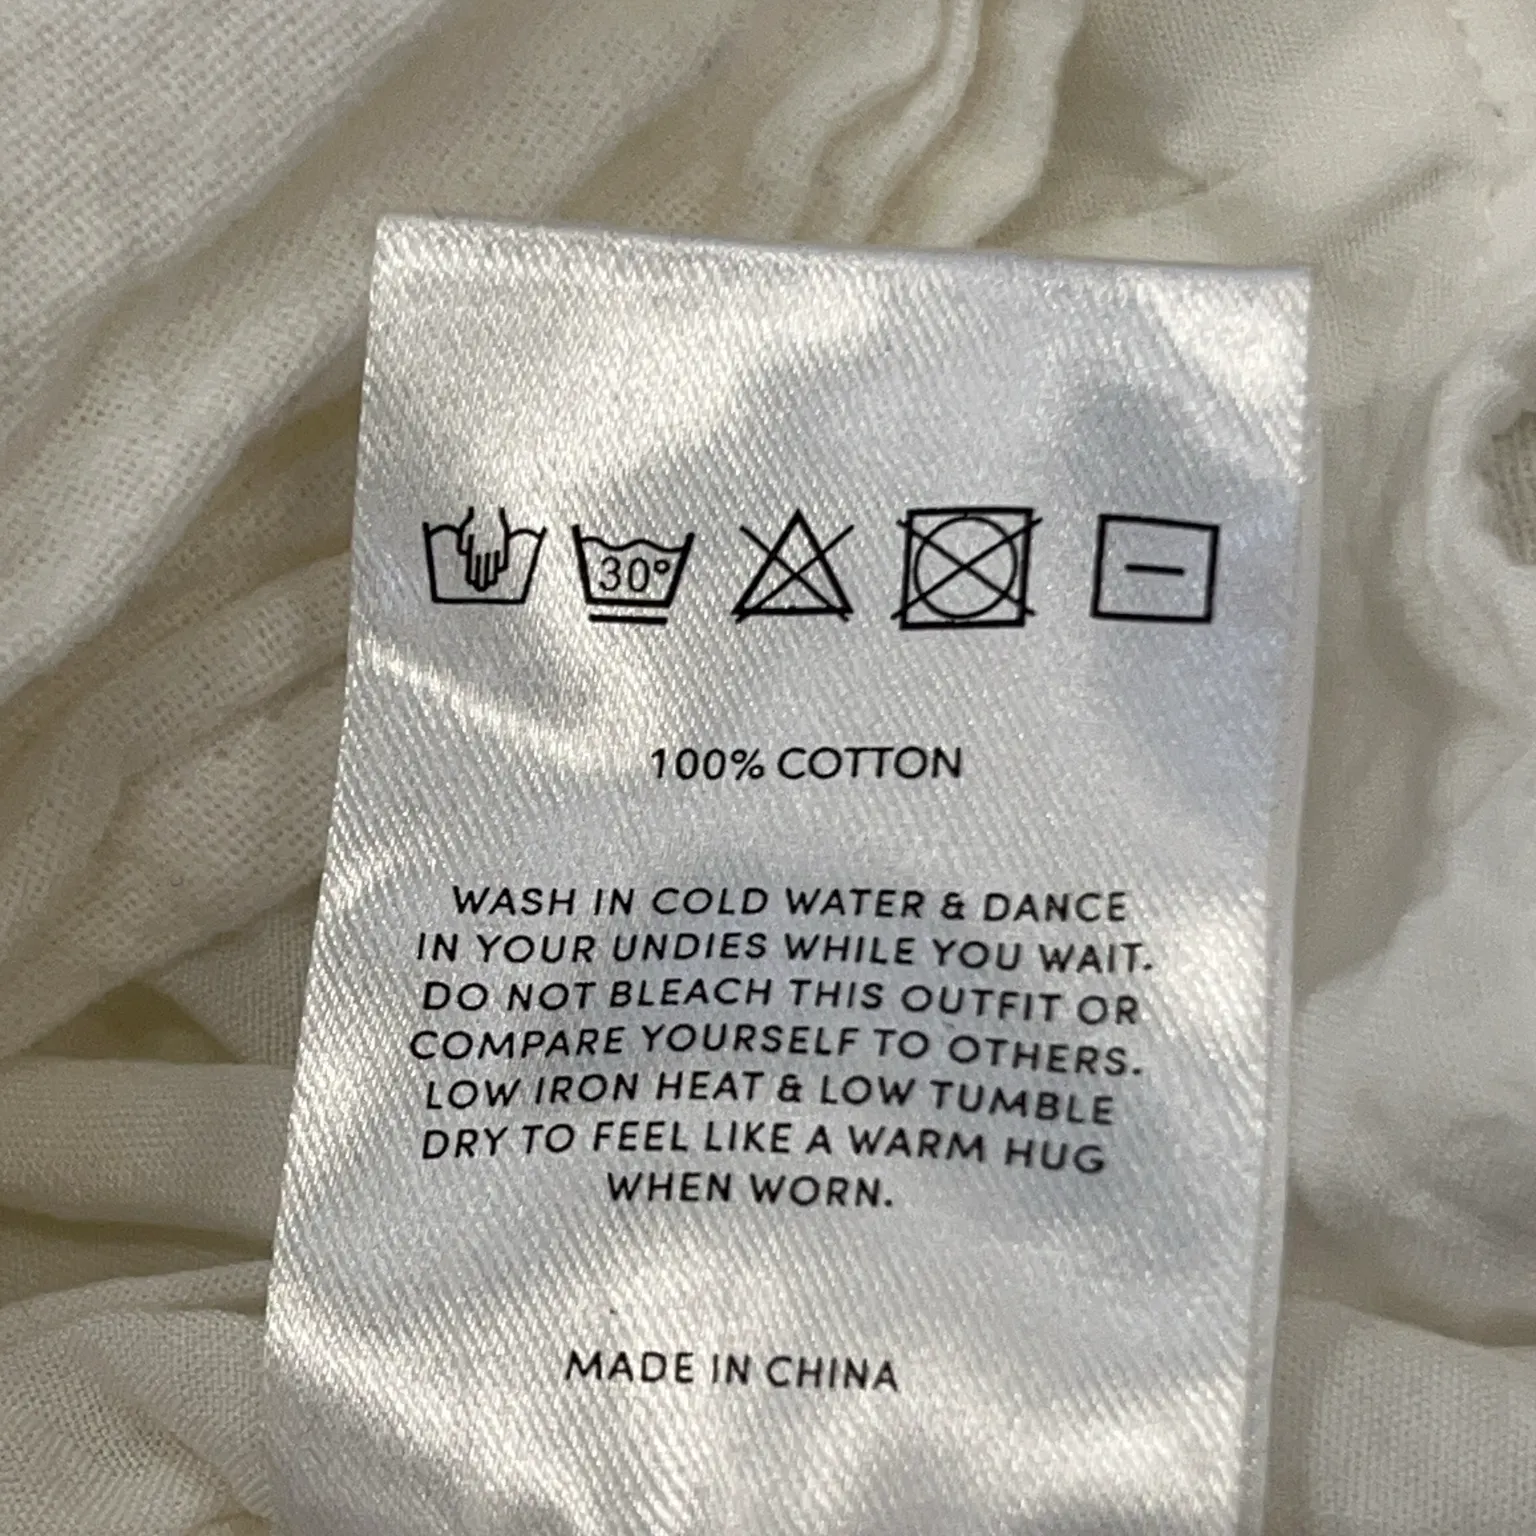 30°
100% COTTON
WASH IN COLD WATER & DANCE
IN YOUR UNDIES WHILE YOU WAIT.
DO NOT BLEACH THIS OUTFIT OR
COMPARE YOURSELF TO OTHERS.
LOW IRON HEAT & LOW TUMBLE
DRY TO FEEL LIKE A WARM HUG
WHEN WORN.
MADE IN CHINA